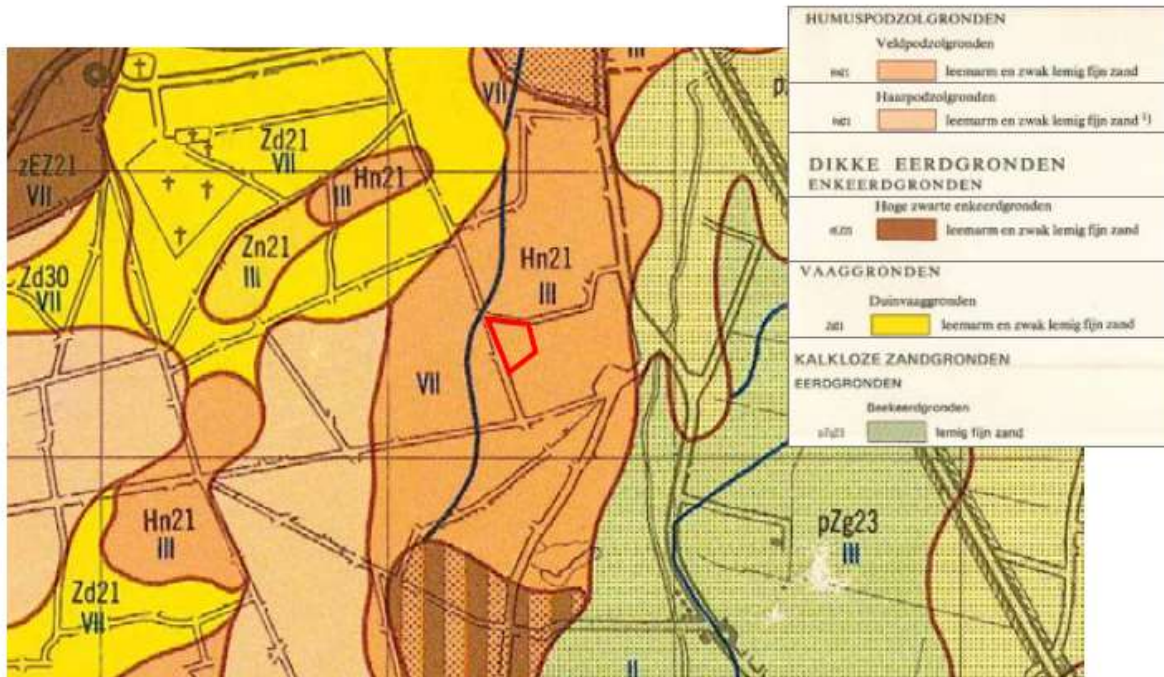 HUMUSPODZOLGRONDEN
Veldpodzolgronden
leemarm en zwak lemig fijn zand
Haarpodzolgronden
leemarm en zwak lemig fijn zand 1)
DIKKE EERDGRONDEN
ENKEERDGRONDEN
Hoge zwarte enkeerdgronden
leemarm en zwak lemig fijn zand
VAAGGRONDEN
Duinvaaggronden
leemarm en zwak lemig fijn zand
KALKLOZE ZANDGRONDEN
EERDGRONDEN
Beekeerdgronden
pZg23 lemig fijn zand
III
VII
Zd21
VII
zEZ21
VII
Hn21
III
Zn21
III
Hn21
III
Zd30
VII
VII
Hn21
III
pZg23
III
Zd21
VII
II